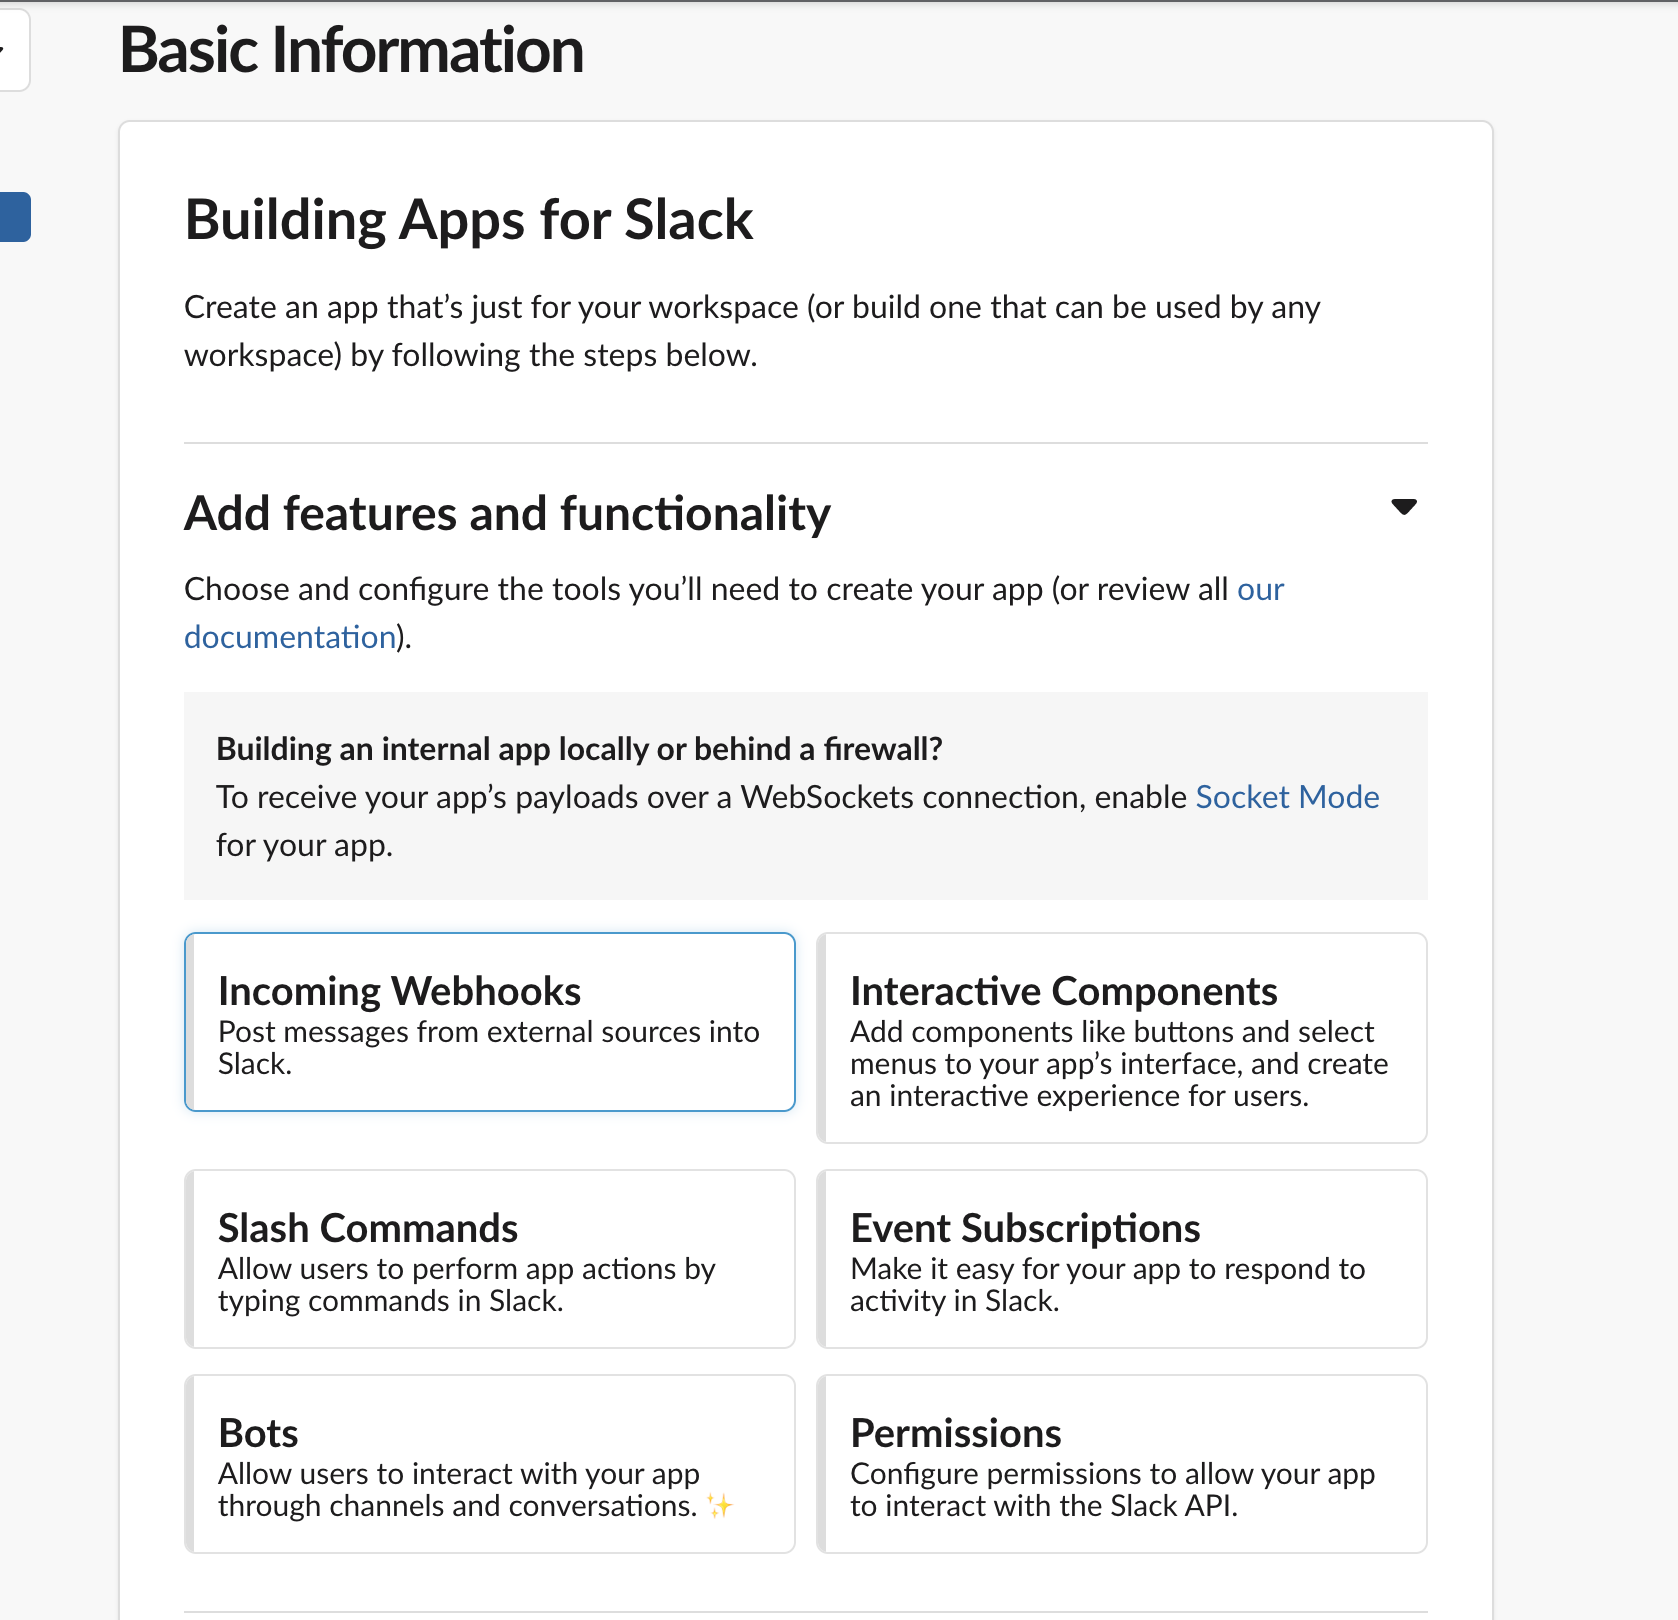 Basic Information
Building Apps for Slack
Create an app that’s just for your workspace (or build one that can be used by any
workspace) by following the steps below.
Add features and functionality
Choose and configure the tools you’ll need to create your app (or review all our
documentation).
Building an internal app locally or behind a firewall?
To receive your app’s payloads over a WebSockets connection, enable Socket Mode
for your app.
Incoming Webhooks
Post messages from external sources into
Slack.
Interactive Components
Add components like buttons and select
menus to your app’s interface, and create
an interactive experience for users.
Slash Commands
Allow users to perform app actions by
typing commands in Slack.
Event Subscriptions
Make it easy for your app to respond to
activity in Slack.
Bots
Allow users to interact with your app
through channels and conversations. ✨
Permissions
Configure permissions to allow your app
to interact with the Slack API.